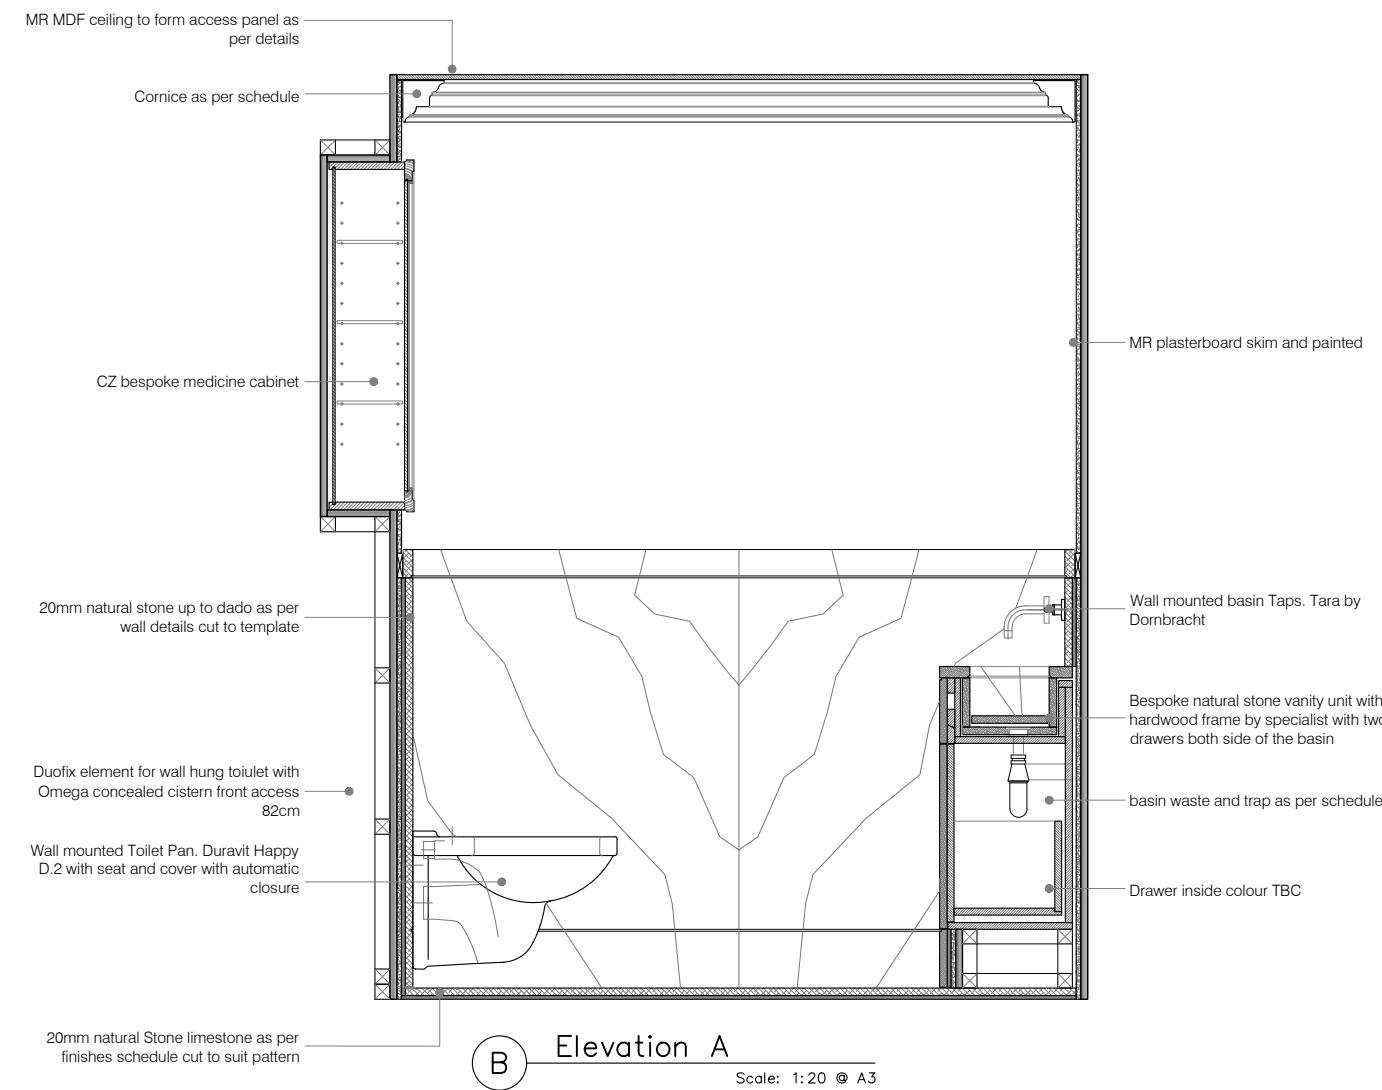 MR MDF ceiling to form access panel as
per details
Cornice as per schedule
CZ bespoke medicine cabinet
MR plasterboard skim and painted
20mm natural stone up to dado as per
wall details cut to template
Wall mounted basin Taps. Tara by
Dornbracht
Bespoke natural stone vanity unit with
hardwood frame by specialist with two
drawers both side of the basin
Duofix element for wall hung toiulet with
Omega concealed cistern front access
82cm
basin waste and trap as per schedule
Wall mounted Toilet Pan. Duravit Happy
D.2 with seat and cover with automatic
closure
Drawer inside colour TBC
20mm natural Stone limestone as per
finishes schedule cut to suit pattern
B
Elevation A
Scale: 1:20 @ A3